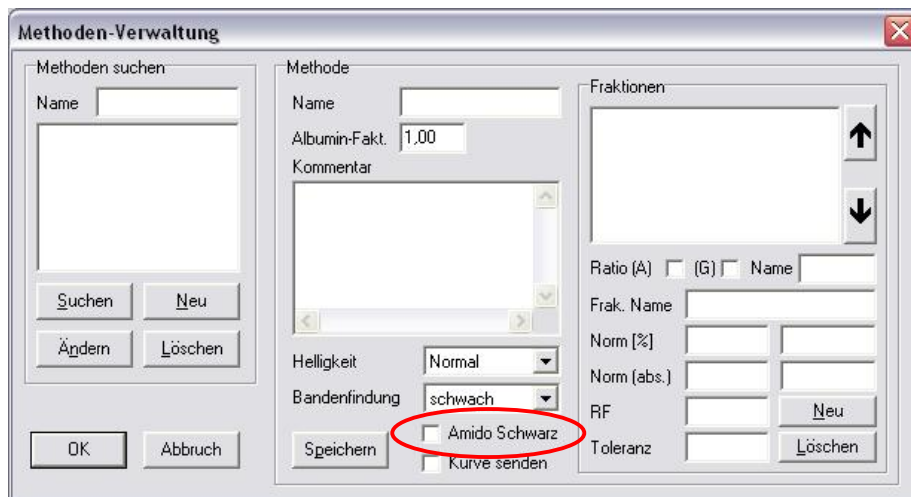 Methoden-Verwaltung
Methoden suchen
Name
Suchen Neu
Ändern Löschen
OK Abbruch
Methode
Name
Albumin-Fakt. 1,00
Kommentar
Helligkeit Normal
Bandenfindung schwach
Speichern Amido Schwarz
Kurve senden
Fraktionen
Ratio (A) (G) Name
Frak. Name
Norm [%]
Norm (abs.)
RF Neu
Toleranz Löschen